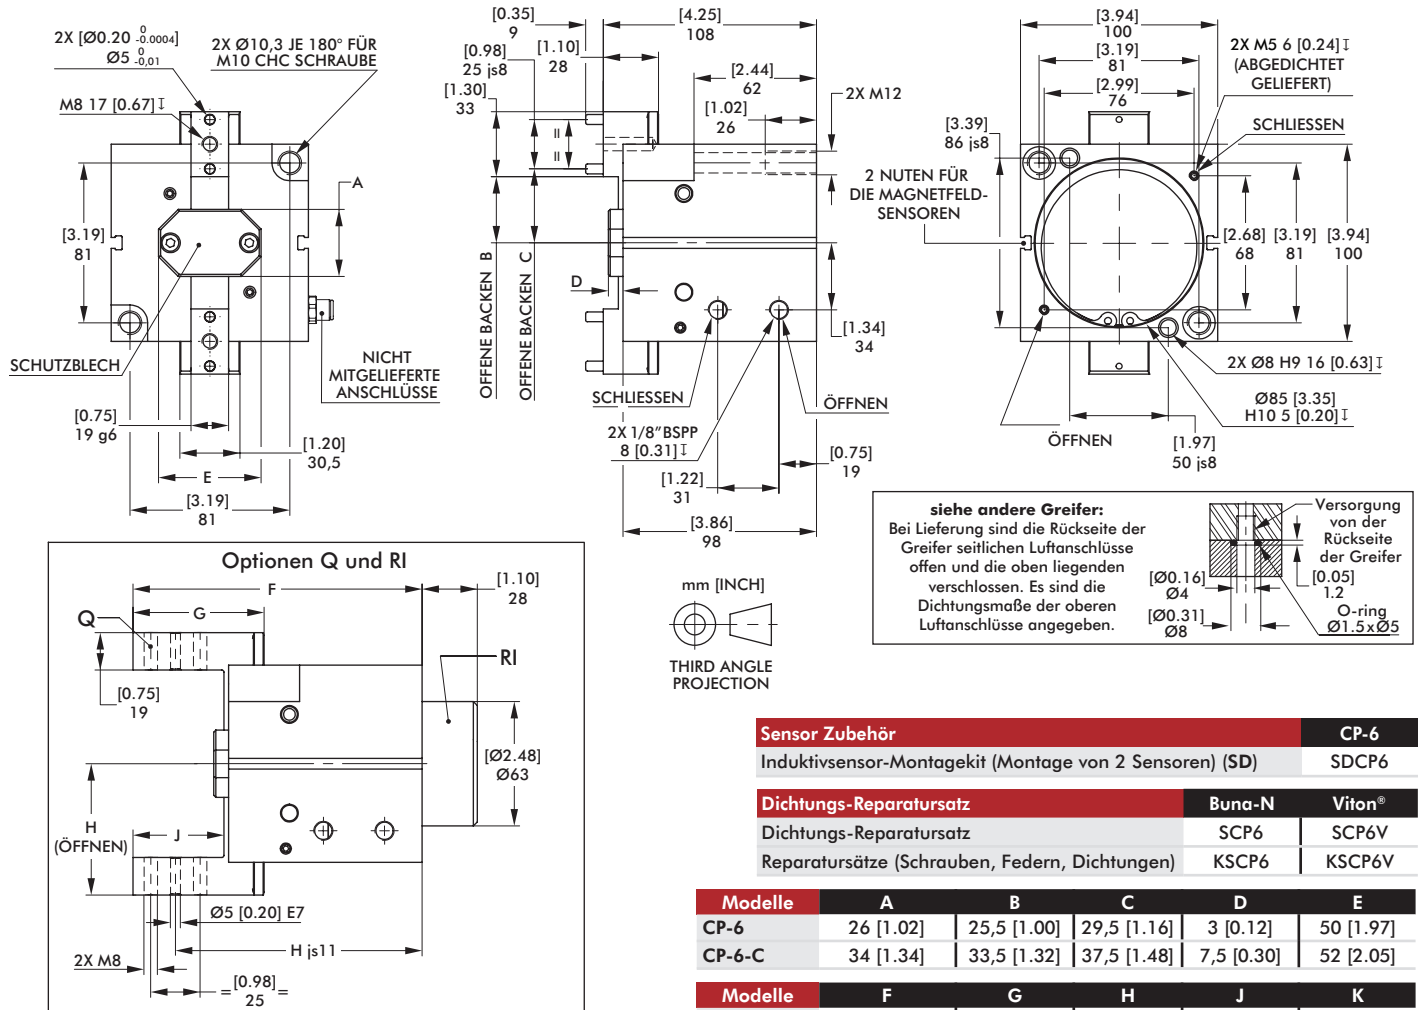 2X [Ø0.20 0 -0.0004]
Ø5 0 -0,01
2X Ø10,3 JE 180° FÜR
M10 CHC SCHRAUBE
M8 17 [0.67]↧
A
[3.19]
81
SCHUTZBLECH
NICHT
MITGELIEFERTE
ANSCHLÜSSE
[0.75]
19 g6
[1.20]
30,5
E
[3.19]
81
[0.35]
9
[4.25]
108
[0.98]
25 js8
[1.10]
28
[1.30]
33
[2.44]
62
[1.02]
26
2X M12
=
=
OFFENE BACKEN B
OFFENE BACKEN C
D
[1.34]
34
SCHLIESSEN
ÖFFNEN
2X 1/8”BSPP
8 [0.31]↧
[0.75]
19
[1.22]
31
[3.86]
98
[3.94]
100
[3.19]
81
[2.99]
76
2X M5 6 [0.24]↧
(ABGEDICHTET
GELIEFERT)
[3.39]
86 js8
SCHLIESSEN
2 NUTEN FÜR
DIE MAGNETFELD-
SENSOREN
[2.68]
68
[3.19]
81
[3.94]
100
2X Ø8 H9 16 [0.63]↧
Ø85 [3.35]
H10 5 [0.20]↧
ÖFFNEN
[1.97]
50 js8
siehe andere Greifer:
Bei Lieferung sind die Rückseite der
Greifer seitlichen Luftanschlüsse
offen und die oben liegenden
verschlossen. Es sind die
Dichtungsmaße der oberen
Luftanschlüsse angegeben.
Versorgung
von der
Rückseite
der Greifer
[0.05]
1.2
[Ø0.16]
Ø4
[Ø0.31]
Ø8
O-ring
Ø1.5xØ5
mm [INCH]
THIRD ANGLE
PROJECTION
Optionen Q und RI
F
[1.10]
28
G
Q
RI
[0.75]
19
[Ø2.48]
Ø63
H
(ÖFFNEN)
J
Ø5 [0.20] E7
H js11
2X M8
= [0.98] =
25
Sensor Zubehör CP-6
Induktivsensor-Montagekit (Montage von 2 Sensoren) (SD) SDCP6
Dichtungs-Reparatursatz Buna-N Viton®
Dichtungs-Reparatursatz SCP6 SCP6V
Reparatursätze (Schrauben, Federn, Dichtungen) KSCP6 KSCP6V
Modelle A B C D E
CP-6 26 [1.02] 25,5 [1.00] 29,5 [1.16] 3 [0.12] 50 [1.97]
CP-6-C 34 [1.34] 33,5 [1.32] 37,5 [1.48] 7,5 [0.30] 52 [2.05]
Modelle F G H J K